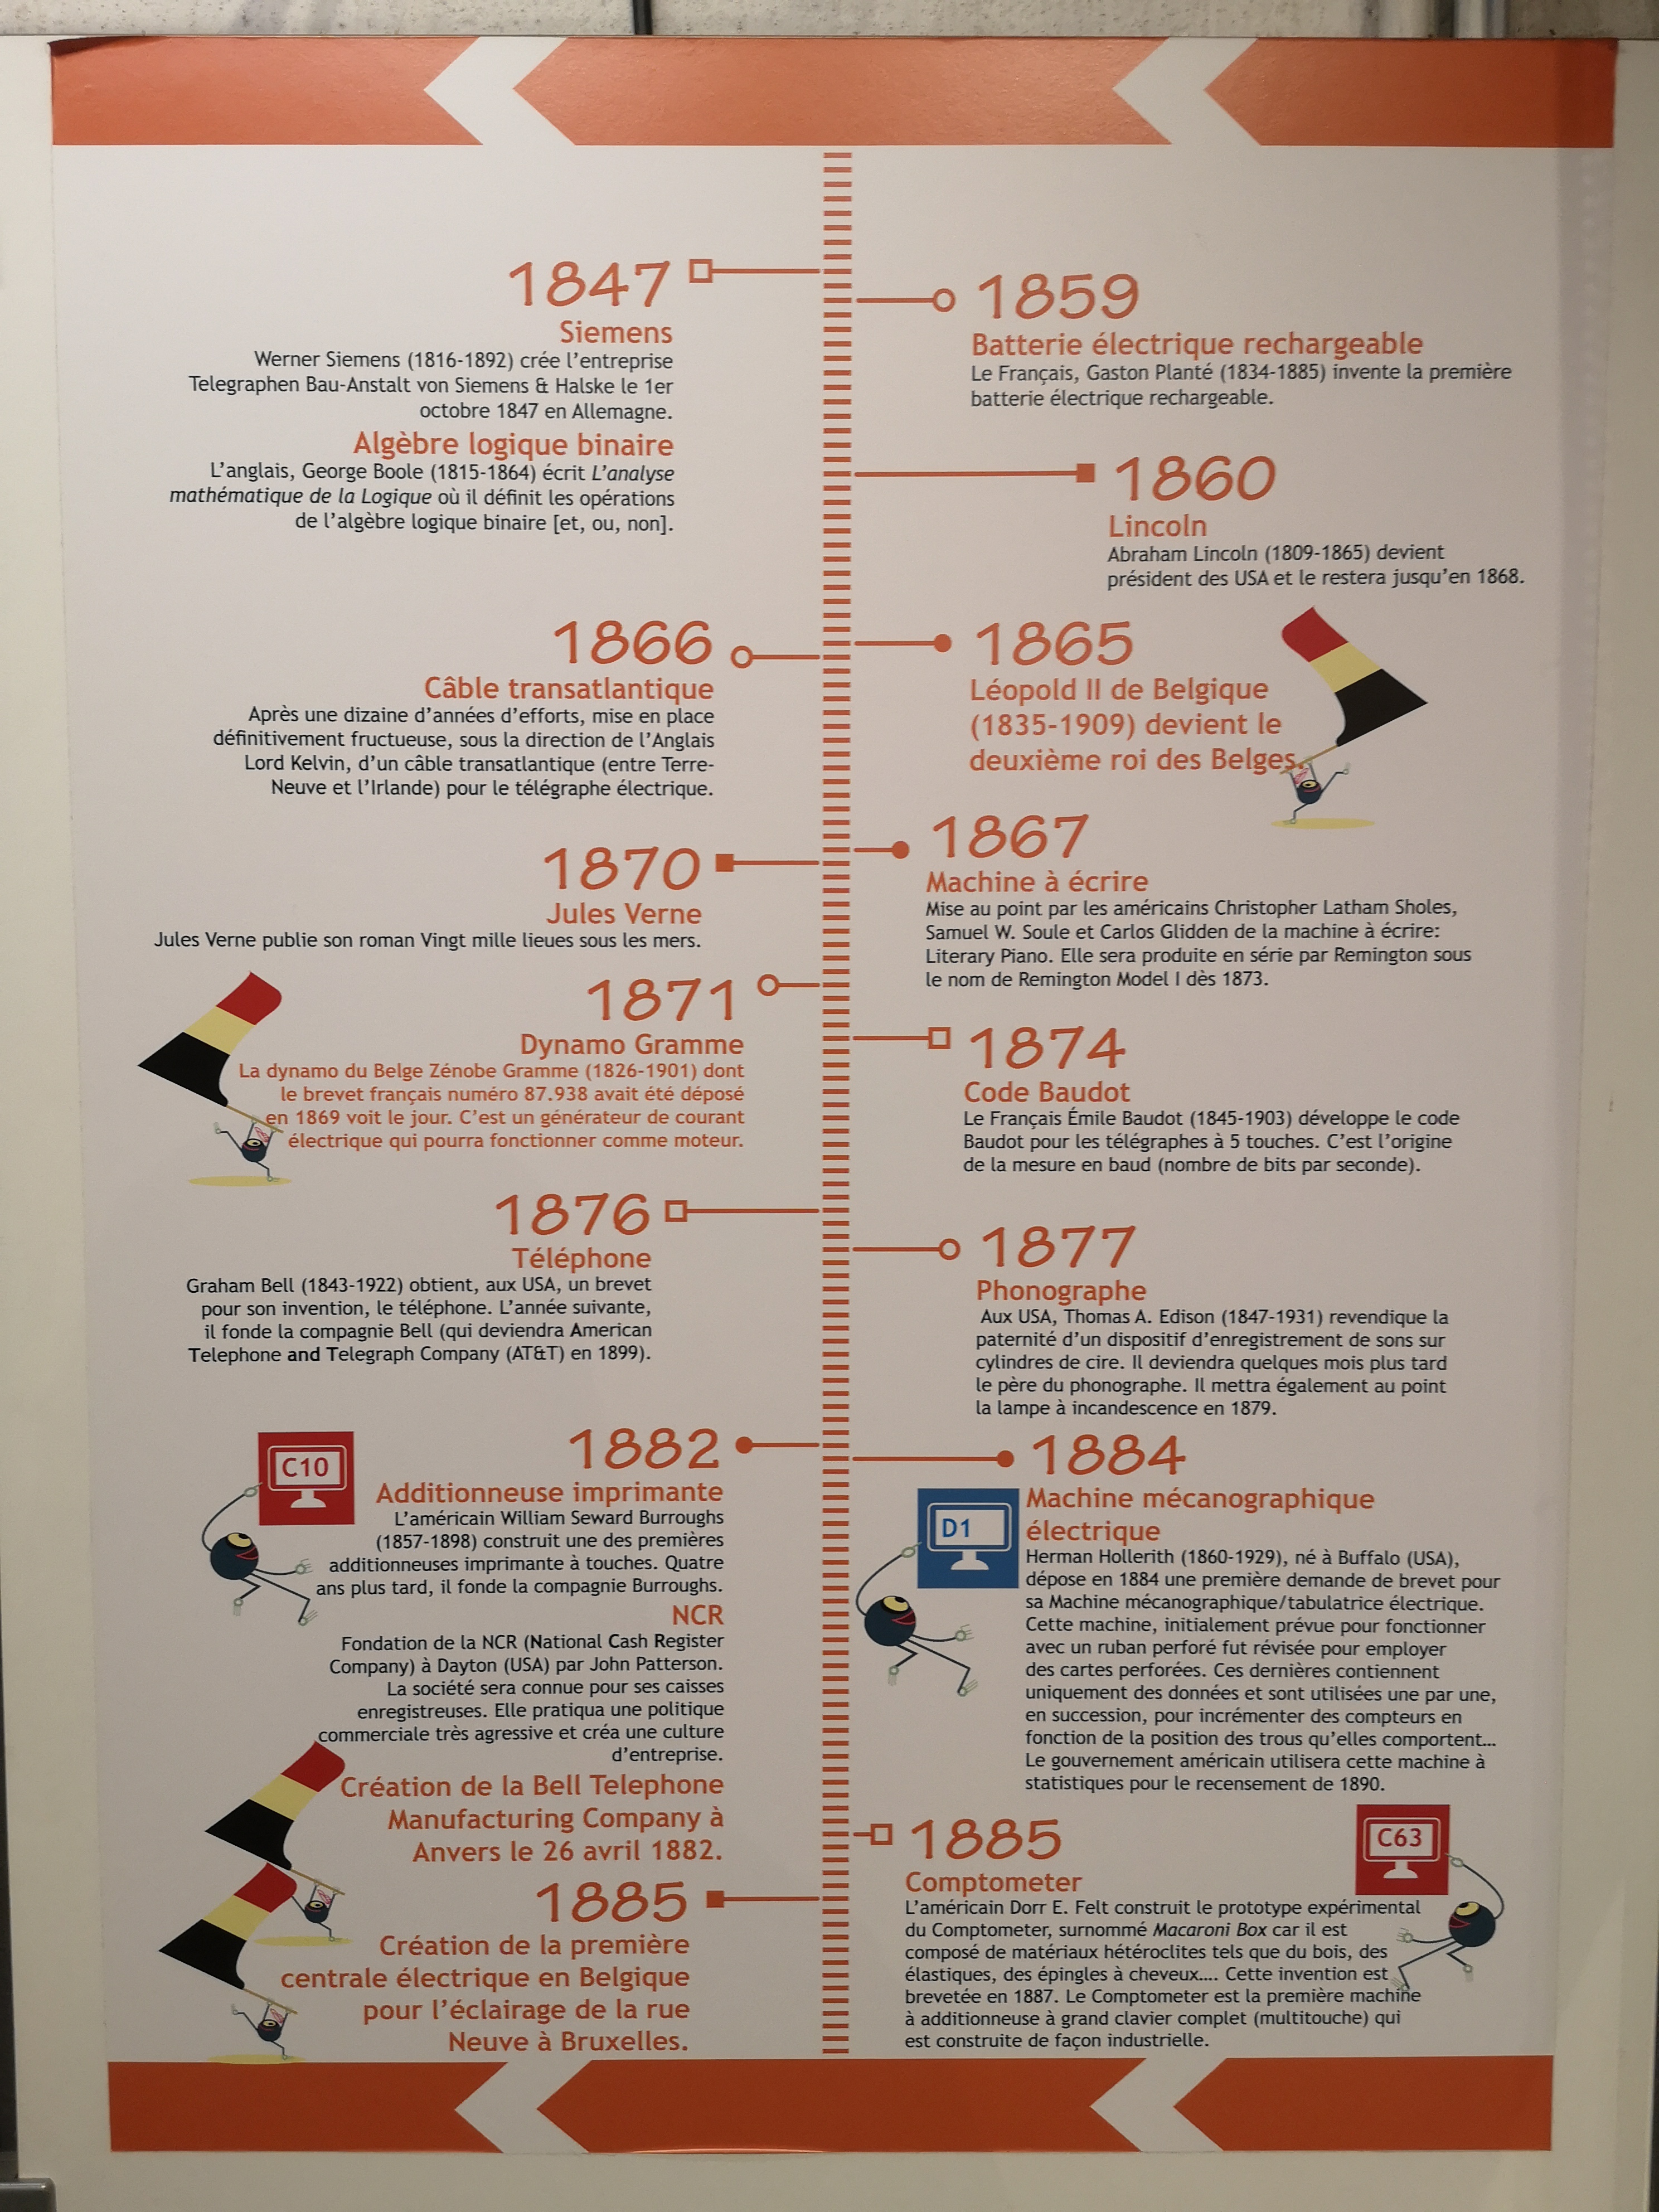 1847
Siemens
Werner Siemens (1816-1892) crée l'entreprise
Telegraphen Bau-Anstalt von Siemens & Halske le 1er
octobre 1847 en Allemagne.
Algèbre logique binaire
L'anglais, George Boole (1815-1864) écrit L'analyse
mathématique de la Logique où il définit les opérations
de l'algèbre logique binaire [et, ou, non].
1859
Batterie électrique rechargeable
Le Français, Gaston Planté (1834-1885) invente la première
batterie électrique rechargeable.
1860
Lincoln
Abraham Lincoln (1809-1865) devient
président des USA et le restera jusqu'en 1868.
1866
Câble transatlantique
Après une dizaine d'années d'efforts, mise en place
définitivement fructueuse, sous la direction de l'Anglais
Lord Kelvin, d'un câble transatlantique (entre Terre-
Neuve et l'Irlande) pour le télégraphe électrique.
1865
Léopold II de Belgique
(1835-1909) devient le
deuxième roi des Belges.
1870
Jules Verne
Jules Verne publie son roman Vingt mille lieues sous les mers.
1867
Machine à écrire
Mise au point par les américains Christopher Latham Sholes,
Samuel W. Soule et Carlos Glidden de la machine à écrire:
Literary Piano. Elle sera produite en série par Remington sous
le nom de Remington Model I dès 1873.
1871
Dynamo Gramme
La dynamo du Belge Zénobe Gramme (1826-1901) dont
le brevet français numéro 87.938 avait été déposé
en 1869 voit le jour. C'est un générateur de courant
électrique qui pourra fonctionner comme moteur.
1874
Code Baudot
Le Français Émile Baudot (1845-1903) développe le code
Baudot pour les télégraphes à 5 touches. C'est l'origine
de la mesure en baud (nombre de bits par seconde).
1876
Téléphone
Graham Bell (1843-1922) obtient, aux USA, un brevet
pour son invention, le téléphone. L'année suivante,
il fonde la compagnie Bell (qui deviendra American
Telephone and Telegraph Company (AT&T) en 1899).
1877
Phonographe
Aux USA, Thomas A. Edison (1847-1931) revendique la
paternité d'un dispositif d'enregistrement de sons sur
cylindres de cire. Il deviendra quelques mois plus tard
le père du phonographe. Il mettra également au point
la lampe à incandescence en 1879.
C10
1882
Additionneuse imprimante
L'américain William Seward Burroughs
(1857-1898) construit une des premières
additionneuses imprimante à touches. Quatre
ans plus tard, il fonde la compagnie Burroughs.
NCR
Fondation de la NCR (National Cash Register
Company) à Dayton (USA) par John Patterson.
La société sera connue pour ses caisses
enregistreuses. Elle pratiqua une politique
commerciale très agressive et créa une culture
d'entreprise.
Création de la Bell Telephone
Manufacturing Company à
Anvers le 26 avril 1882.
D1
1884
Machine mécanographique
électrique
Herman Hollerith (1860-1929), né à Buffalo (USA),
dépose en 1884 une première demande de brevet pour
sa Machine mécanographique/tabulatrice électrique.
Cette machine, initialement prévue pour fonctionner
avec un ruban perforé fut révisée pour employer
des cartes perforées. Ces dernières contiennent
uniquement des données et sont utilisées une par une,
en succession, pour incrémenter des compteurs en
fonction de la position des trous qu'elles comportent...
Le gouvernement américain utilisera cette machine à
statistiques pour le recensement de 1890.
1885
Création de la première
centrale électrique en Belgique
pour l'éclairage de la rue
Neuve à Bruxelles.
C63
1885
Comptometer
L'américain Dorr E. Felt construit le prototype expérimental
du Comptometer, surnommé Macaroni Box car il est
composé de matériaux hétéroclites tels que du bois, des
élastiques, des épingles à cheveux.... Cette invention est
brevetée en 1887. Le Comptometer est la première machine
à additionneuse à grand clavier complet (multitouche) qui
est construite de façon industrielle.